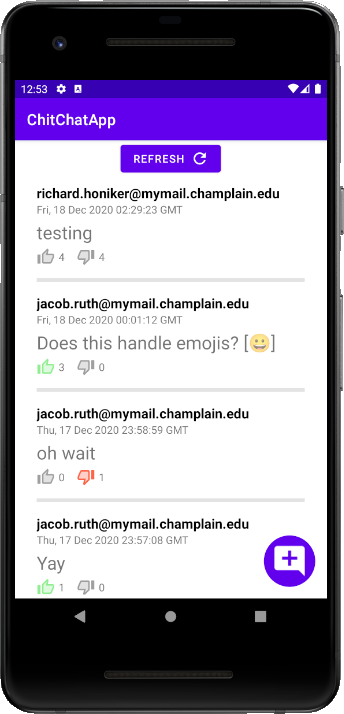 12:53
ChitChatApp
REFRESH
richard.honiker@mymail.champlain.edu
Fri, 18 Dec 2020 02:29:23 GMT
testing
4 4
jacob.ruth@mymail.champlain.edu
Fri, 18 Dec 2020 00:01:12 GMT
Does this handle emojis? [😀]
3 0
jacob.ruth@mymail.champlain.edu
Thu, 17 Dec 2020 23:58:59 GMT
oh wait
0 1
jacob.ruth@mymail.champlain.edu
Thu, 17 Dec 2020 23:57:08 GMT
Yay
1 0